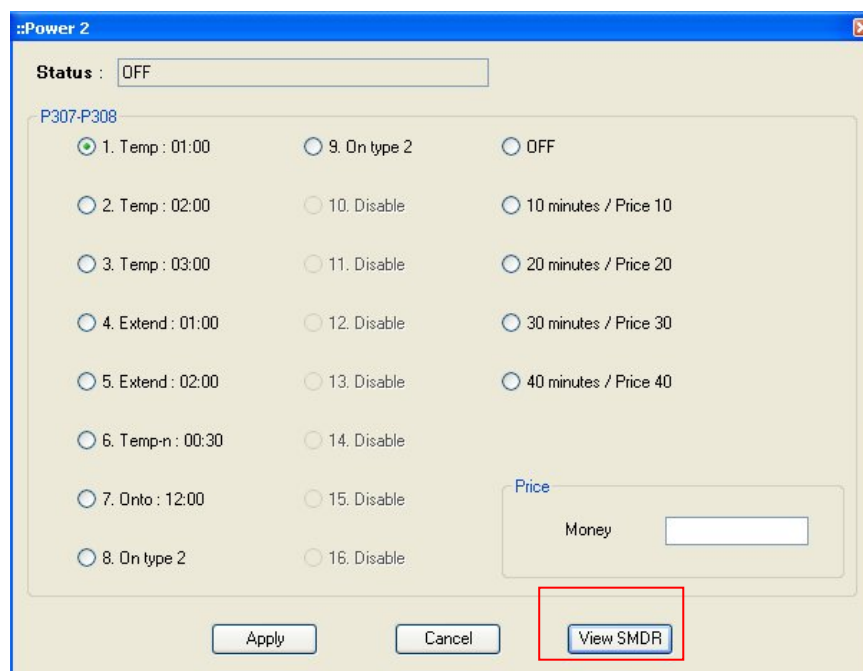 ::Power 2
Status : OFF
P307-P308
1. Temp : 01:00
9. On type 2
OFF
2. Temp : 02:00
10. Disable
10 minutes / Price 10
3. Temp : 03:00
11. Disable
20 minutes / Price 20
4. Extend : 01:00
12. Disable
30 minutes / Price 30
5. Extend : 02:00
13. Disable
40 minutes / Price 40
6. Temp-n : 00:30
14. Disable
7. Onto : 12:00
15. Disable
Price
Money
8. On type 2
16. Disable
Apply
Cancel
View SMDR